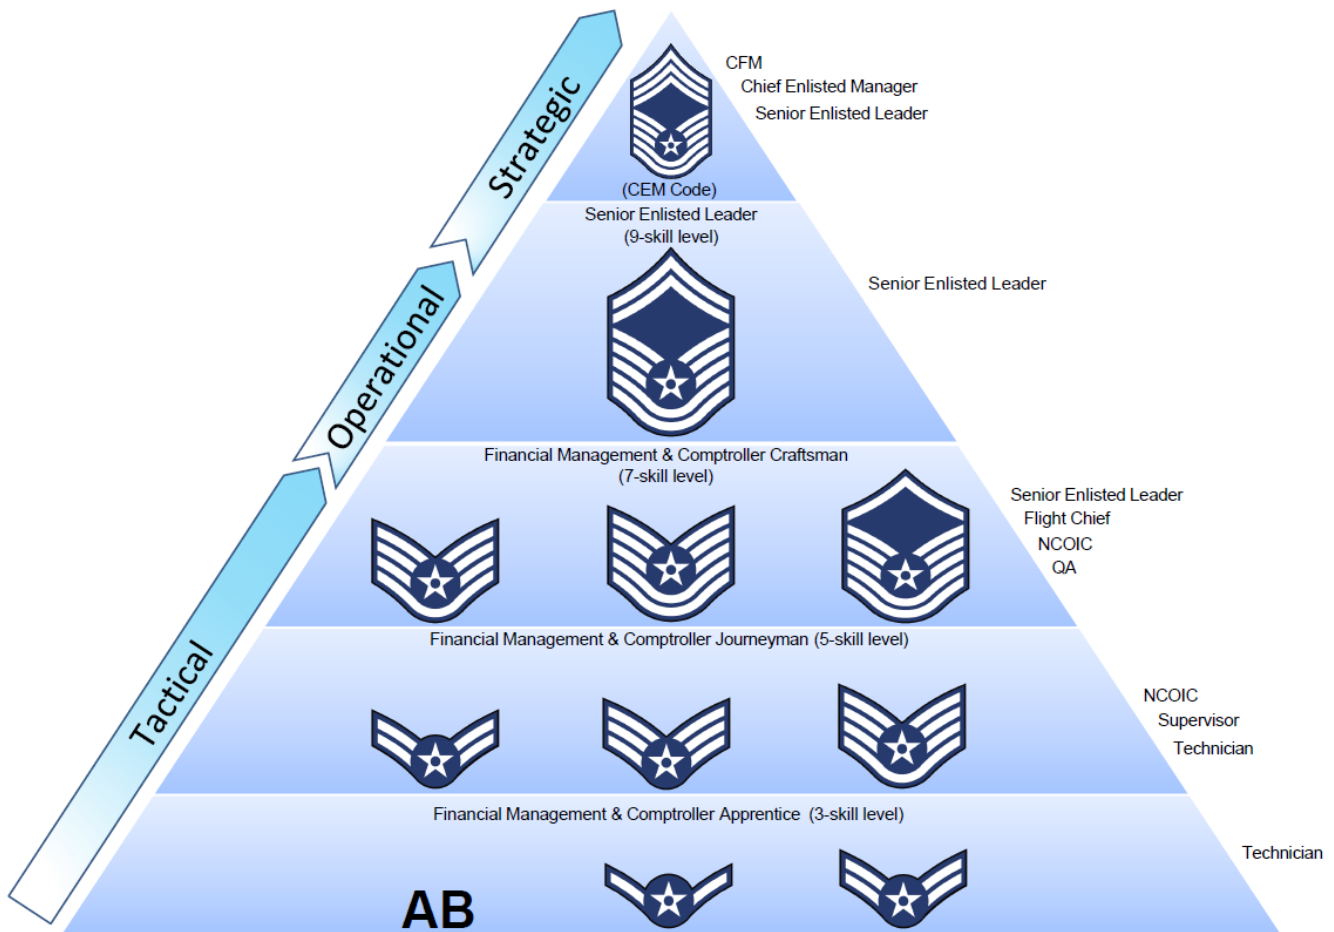 Strategic
Operational
Tactical
CFM
Chief Enlisted Manager
Senior Enlisted Leader
(CEM Code)
Senior Enlisted Leader
(9-skill level)
Senior Enlisted Leader
Financial Management & Comptroller Craftsman
(7-skill level)
Senior Enlisted Leader
Flight Chief
NCOIC
QA
Financial Management & Comptroller Journeyman (5-skill level)
NCOIC
Supervisor
Technician
Financial Management & Comptroller Apprentice (3-skill level)
Technician
AB